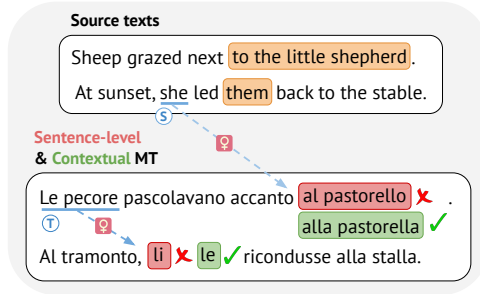 Source texts
Sheep grazed next to the little shepherd .
At sunset, she led them back to the stable.
S
♀
Sentence-level
& Contextual MT
Le pecore pascolavano accanto al pastorello ✗ .
T ♀ alla pastorella ✓
Al tramonto, li ✗ le ✓ ricondusse alla stalla.